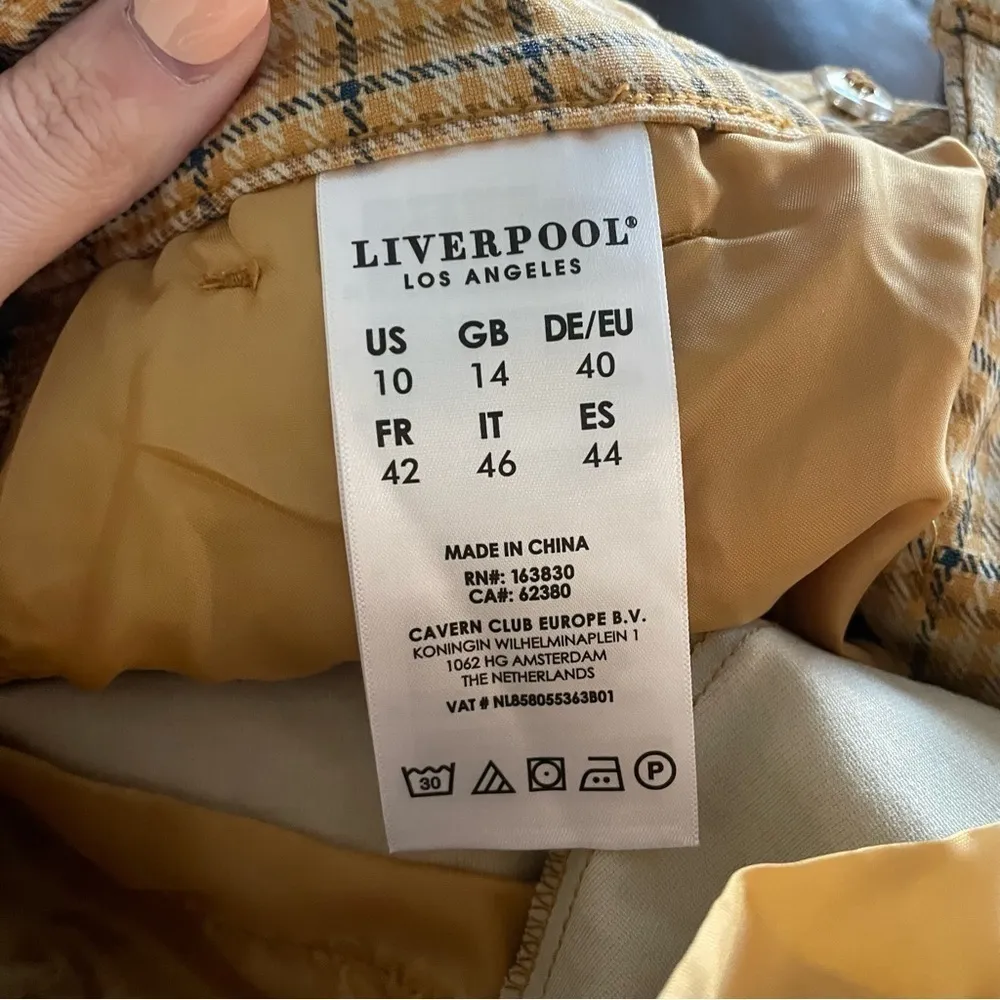 LIVERPOOL®
LOS ANGELES
US GB DE/EU
10 14 40
FR IT ES
42 46 44
MADE IN CHINA
RN#: 163830
CA#: 62380
CAVERN CLUB EUROPE B.V.
KONINGIN WILHELMINAPLEIN 1
1062 HG AMSTERDAM
THE NETHERLANDS
VAT # NL858055363B01
30 P